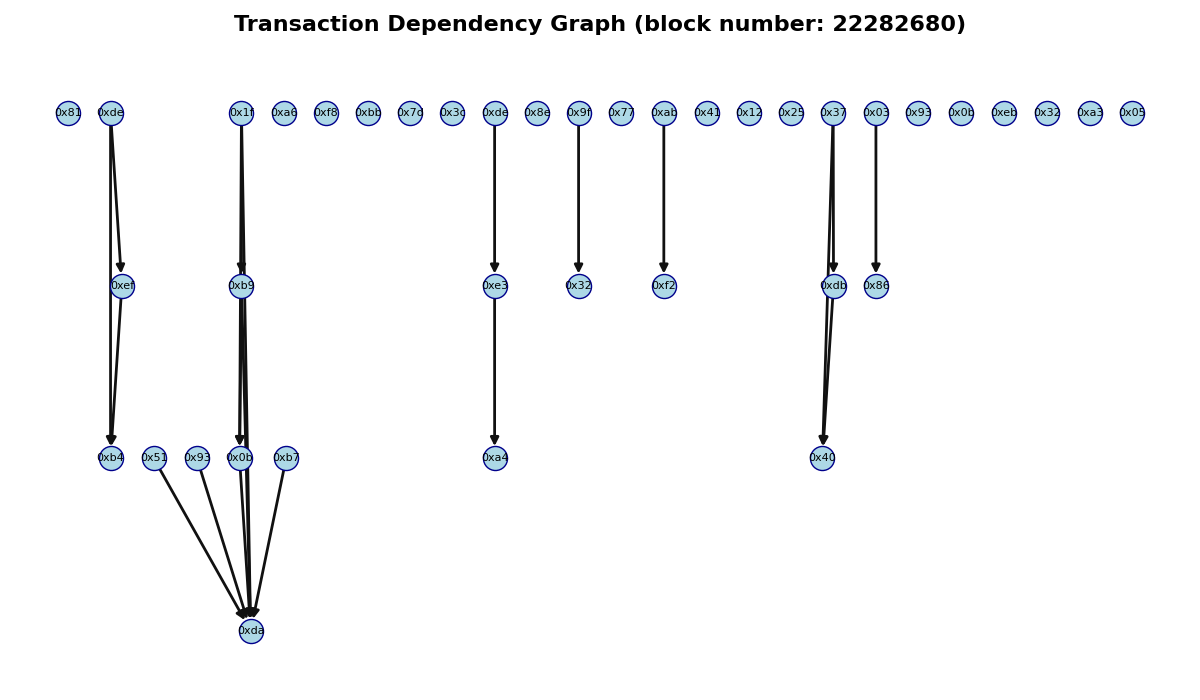 Transaction Dependency Graph (block number: 22282680)
0x81 0xde 0x1f 0xa6 0xf8 0xbb 0x7d 0x3c 0xde 0x8e 0x9f 0x77 0xab 0x41 0x12 0x25 0x37 0x03 0x93 0x0b 0xeb 0x32 0xa3 0x05
0xef 0xb9 0xe3 0x32 0xf2 0xdb 0x86
0xb4 0x51 0x93 0x0b 0xb7 0xa4 0x40
0xda